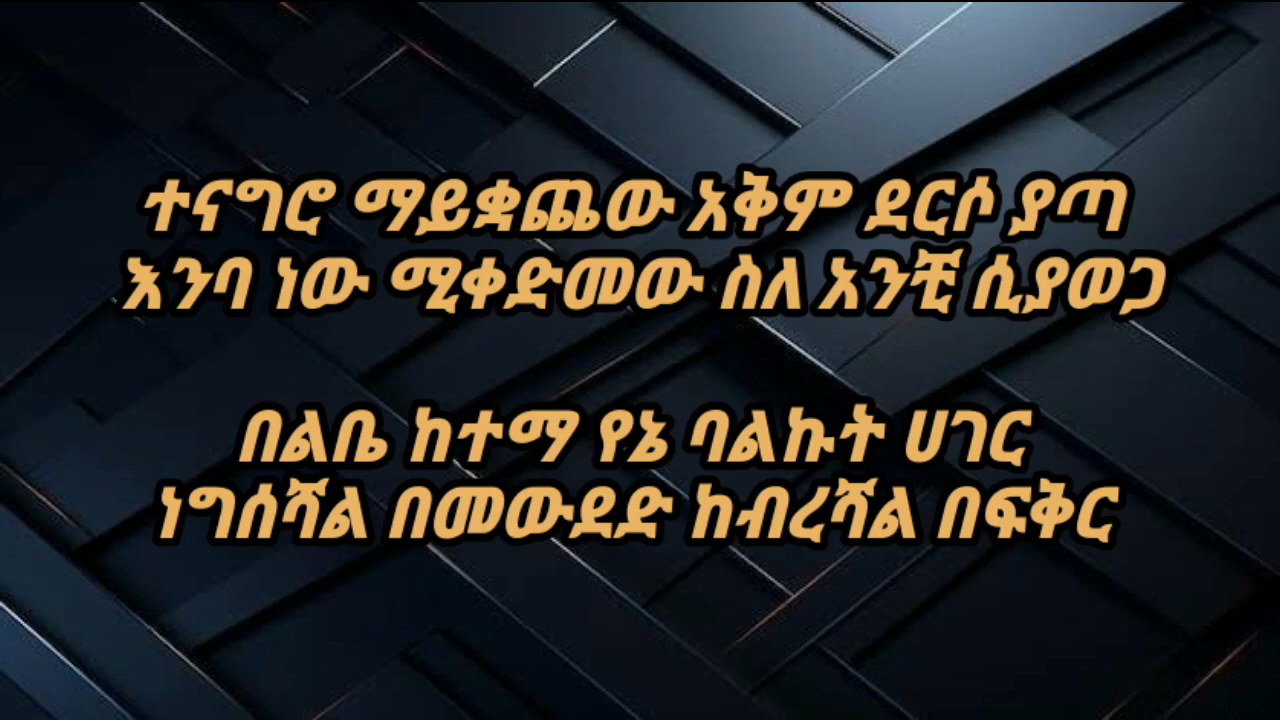 ተናግሮ ማይቋጨው አቅም ደርሶ ያጣ
እንባ ነው ሚቀድመው ስለ አንቺ ሲያወጋ
በልቤ ከተማ የኔ ባልኩት ሀገር
ነግሰሻል በመውደድ ከብረሻል በፍቅር